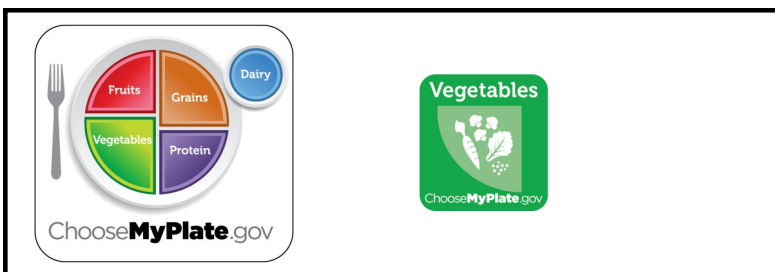 Dairy
Fruits
Grains
Vegetables
Protein
ChooseMyPlate.gov
Vegetables
ChooseMyPlate.gov